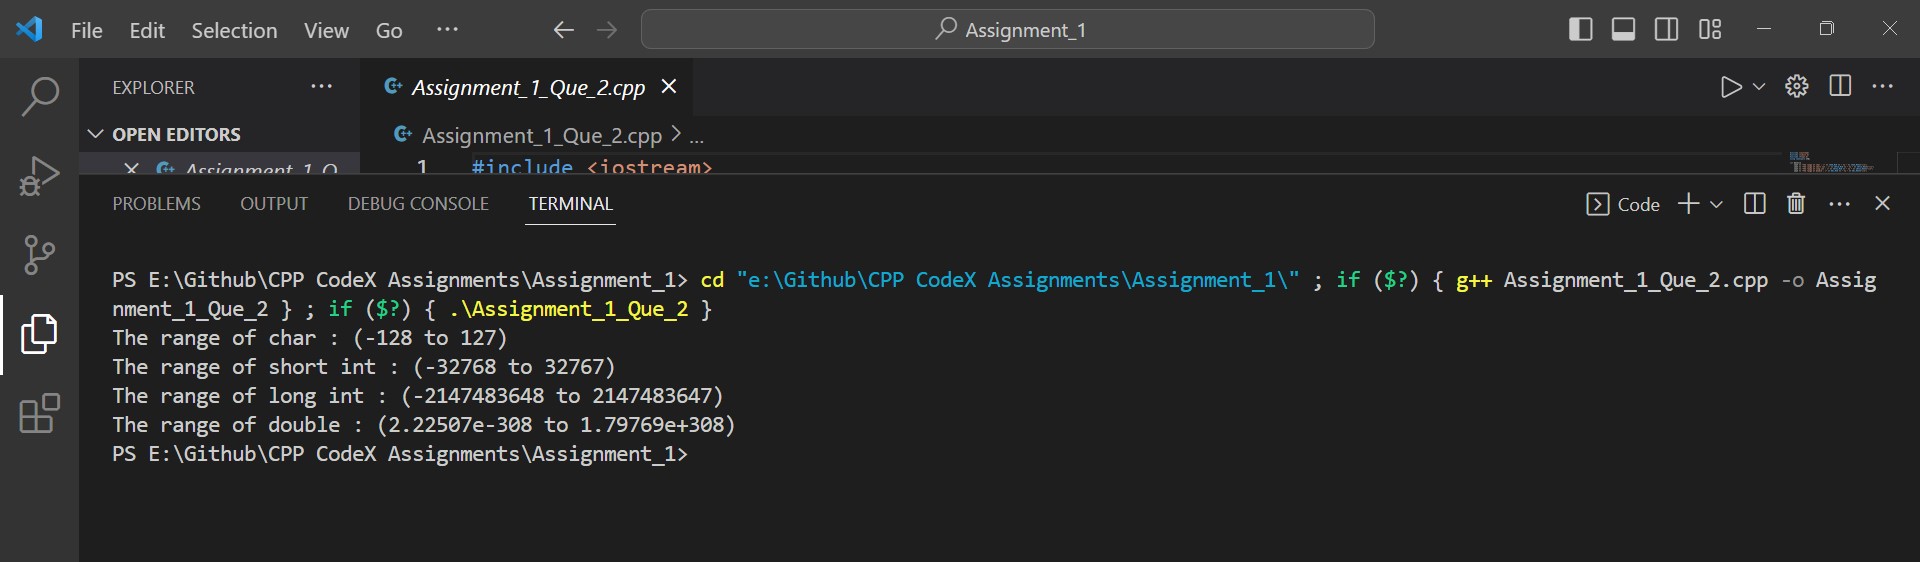 File Edit Selection View Go ···
Assignment_1
EXPLORER ···
Assignment_1_Que_2.cpp
OPEN EDITORS
Assignment_1_Que_2.cpp > ...
Assignment_1_Q
1 #include <iostream>
PROBLEMS OUTPUT DEBUG CONSOLE TERMINAL
Code
PS E:\Github\CPP CodeX Assignments\Assignment_1> cd "e:\Github\CPP CodeX Assignments\Assignment_1\" ; if ($?) { g++ Assignment_1_Que_2.cpp -o Assig
nment_1_Que_2 } ; if ($?) { .\Assignment_1_Que_2 }
The range of char : (-128 to 127)
The range of short int : (-32768 to 32767)
The range of long int : (-2147483648 to 2147483647)
The range of double : (2.22507e-308 to 1.79769e+308)
PS E:\Github\CPP CodeX Assignments\Assignment_1>